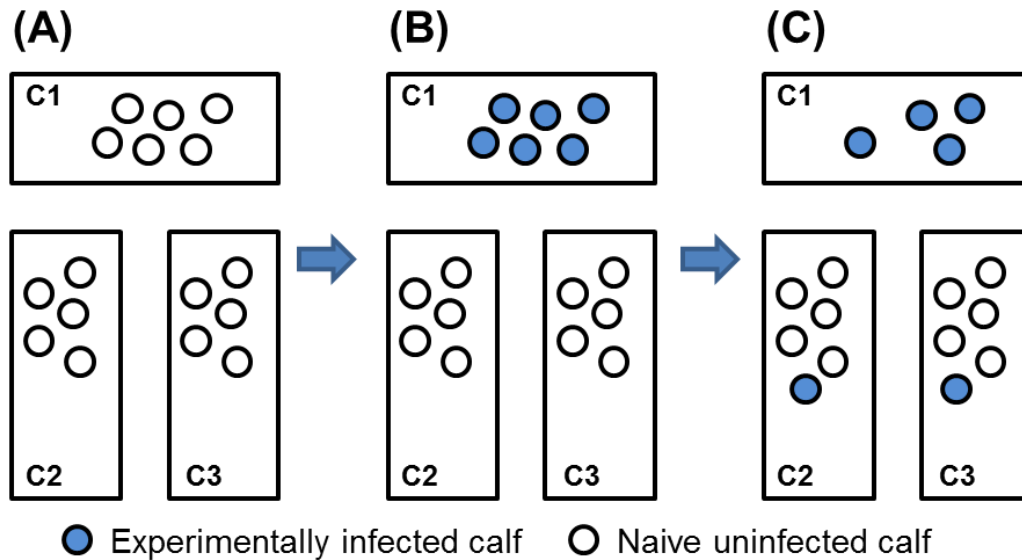 (A) (B) (C)
C1 C1 C1
C2 C3 C2 C3 C2 C3
Experimentally infected calf Naive uninfected calf